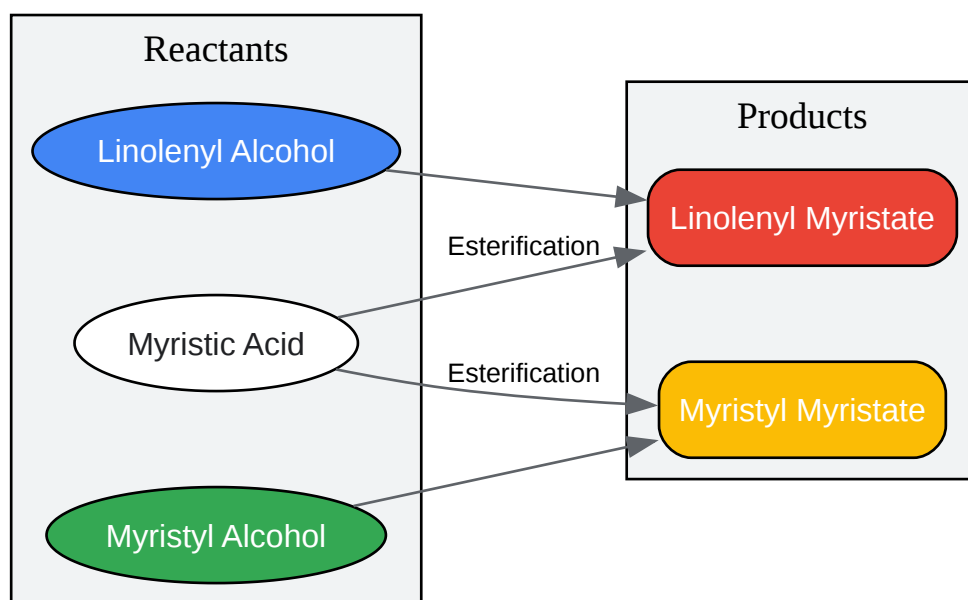 Reactants
Linolenyl Alcohol
Myristic Acid
Myristyl Alcohol
Esterification
Esterification
Products
Linolenyl Myristate
Myristyl Myristate